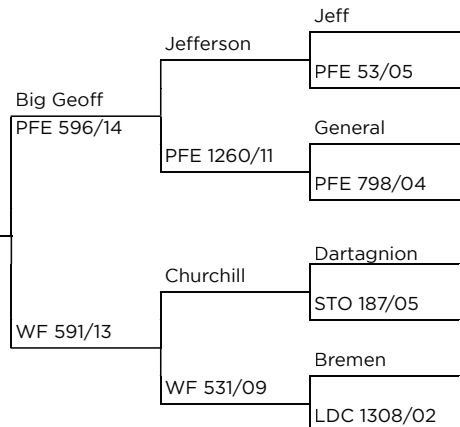 Jeff
Jefferson
PFE 53/05
Big Geoff
PFE 596/14
General
PFE 1260/11
PFE 798/04
Dartagnion
Churchill
STO 187/05
WF 591/13
Bremen
WF 531/09
LDC 1308/02